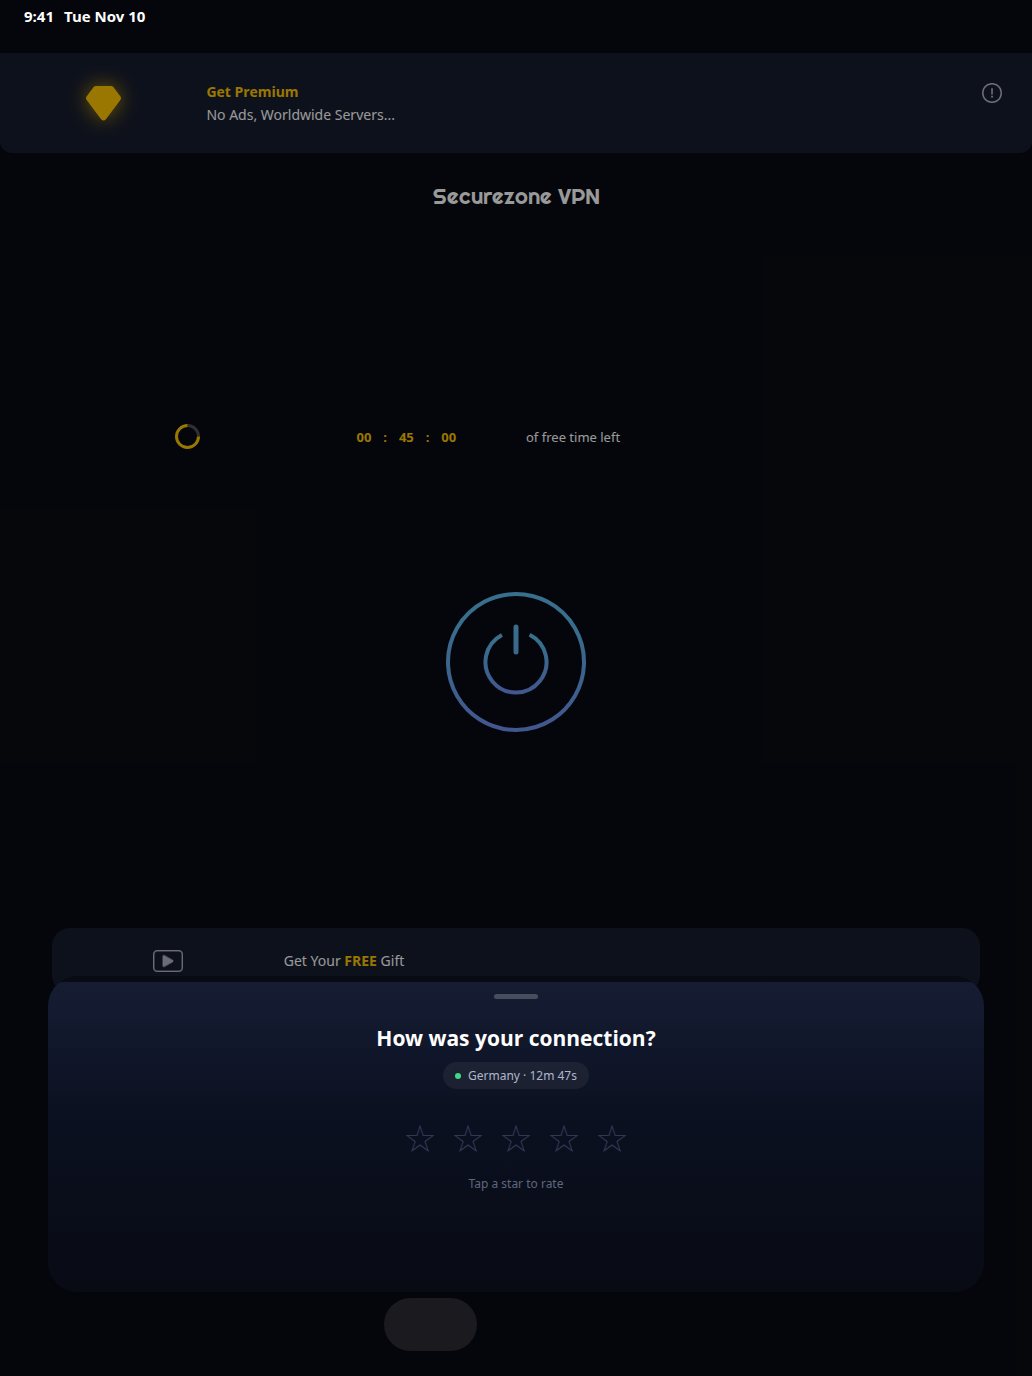 9:41 Tue Nov 10
Get Premium
No Ads, Worldwide Servers...
Securezone VPN
00 : 45 : 00 of free time left
Get Your FREE Gift
How was your connection?
Germany · 12m 47s
Tap a star to rate